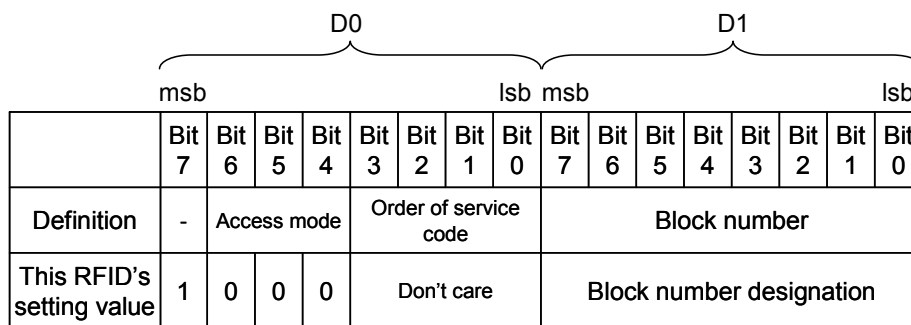 D0 D1
msb lsb msb lsb
Bit 7 Bit 6 Bit 5 Bit 4 Bit 3 Bit 2 Bit 1 Bit 0 Bit 7 Bit 6 Bit 5 Bit 4 Bit 3 Bit 2 Bit 1 Bit 0
Definition - Access mode Order of service code Block number
This RFID's setting value 1 0 0 0 Don't care Block number designation